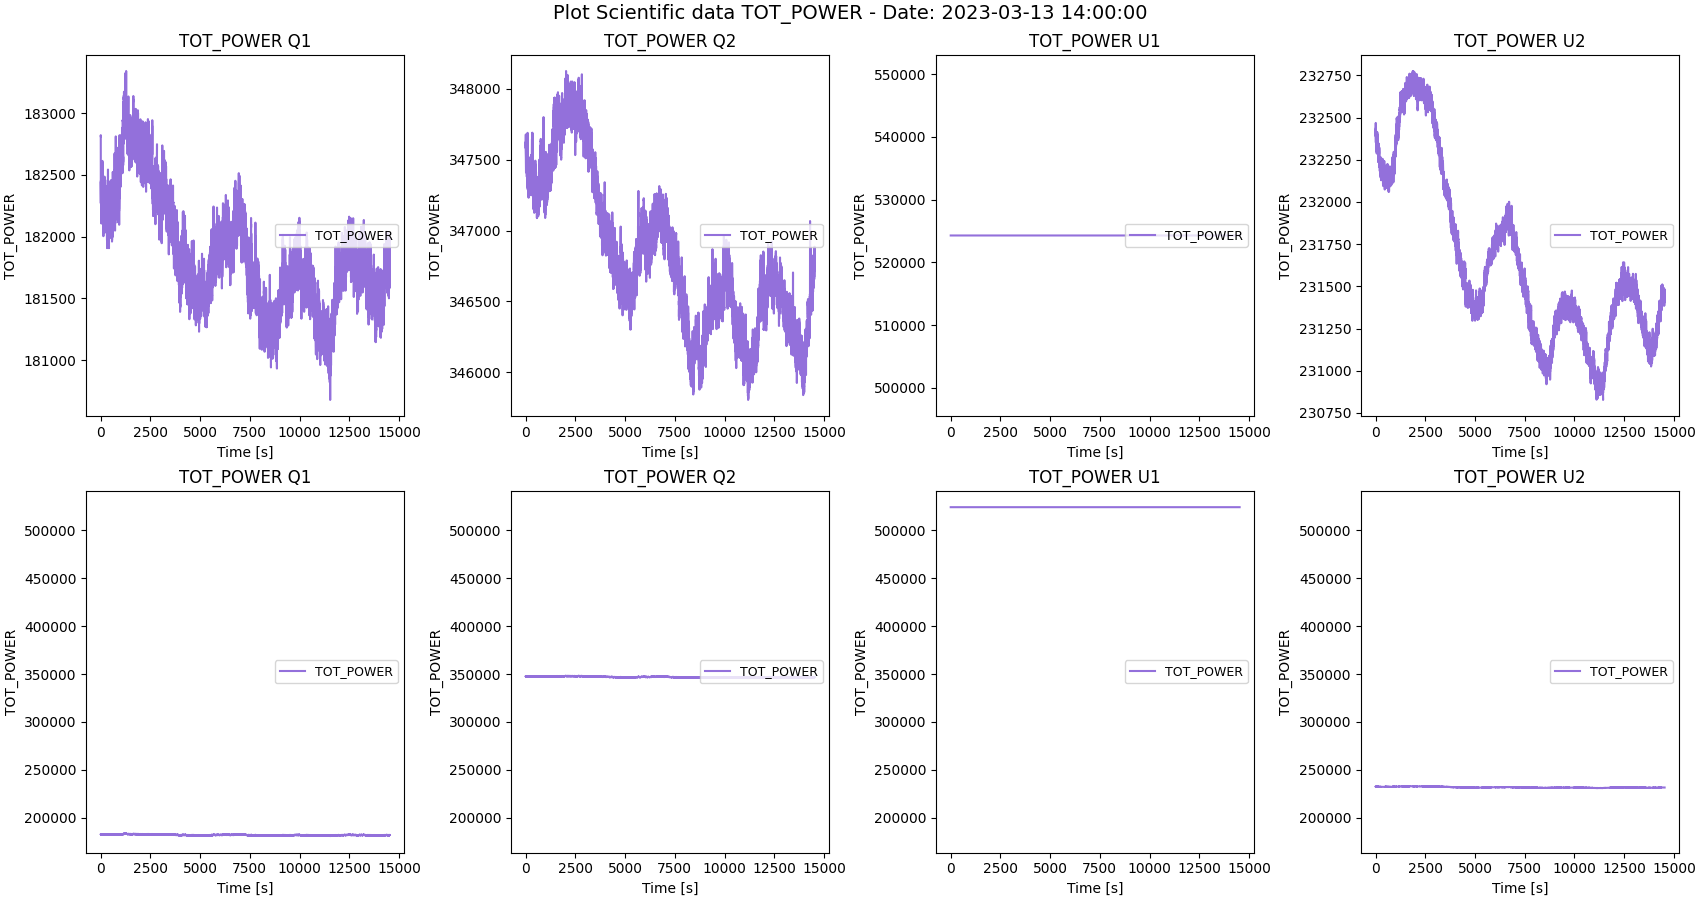 Plot Scientific data TOT_POWER - Date: 2023-03-13 14:00:00
TOT_POWER Q1
TOT_POWER
183000
182500
182000
181500
181000
0 2500 5000 7500 10000 12500 15000
Time [s]
TOT_POWER
TOT_POWER Q2
TOT_POWER
348000
347500
347000
346500
346000
0 2500 5000 7500 10000 12500 15000
Time [s]
TOT_POWER
TOT_POWER U1
TOT_POWER
550000
540000
530000
520000
510000
500000
0 2500 5000 7500 10000 12500 15000
Time [s]
TOT_POWER
TOT_POWER U2
TOT_POWER
232750
232500
232250
232000
231750
231500
231250
231000
230750
0 2500 5000 7500 10000 12500 15000
Time [s]
TOT_POWER
TOT_POWER Q1
TOT_POWER
500000
450000
400000
350000
300000
250000
200000
0 2500 5000 7500 10000 12500 15000
Time [s]
TOT_POWER
TOT_POWER Q2
TOT_POWER
500000
450000
400000
350000
300000
250000
200000
0 2500 5000 7500 10000 12500 15000
Time [s]
TOT_POWER
TOT_POWER U1
TOT_POWER
500000
450000
400000
350000
300000
250000
200000
0 2500 5000 7500 10000 12500 15000
Time [s]
TOT_POWER
TOT_POWER U2
TOT_POWER
500000
450000
400000
350000
300000
250000
200000
0 2500 5000 7500 10000 12500 15000
Time [s]
TOT_POWER